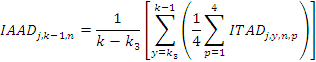 IAAD_{j,k-1,n} = \frac{1}{k-k_3} \left[ \sum_{y=k_3}^{k-1} \left( \frac{1}{4} \sum_{p=1}^{4} ITAD_{j,y,n,p} \right) \right]